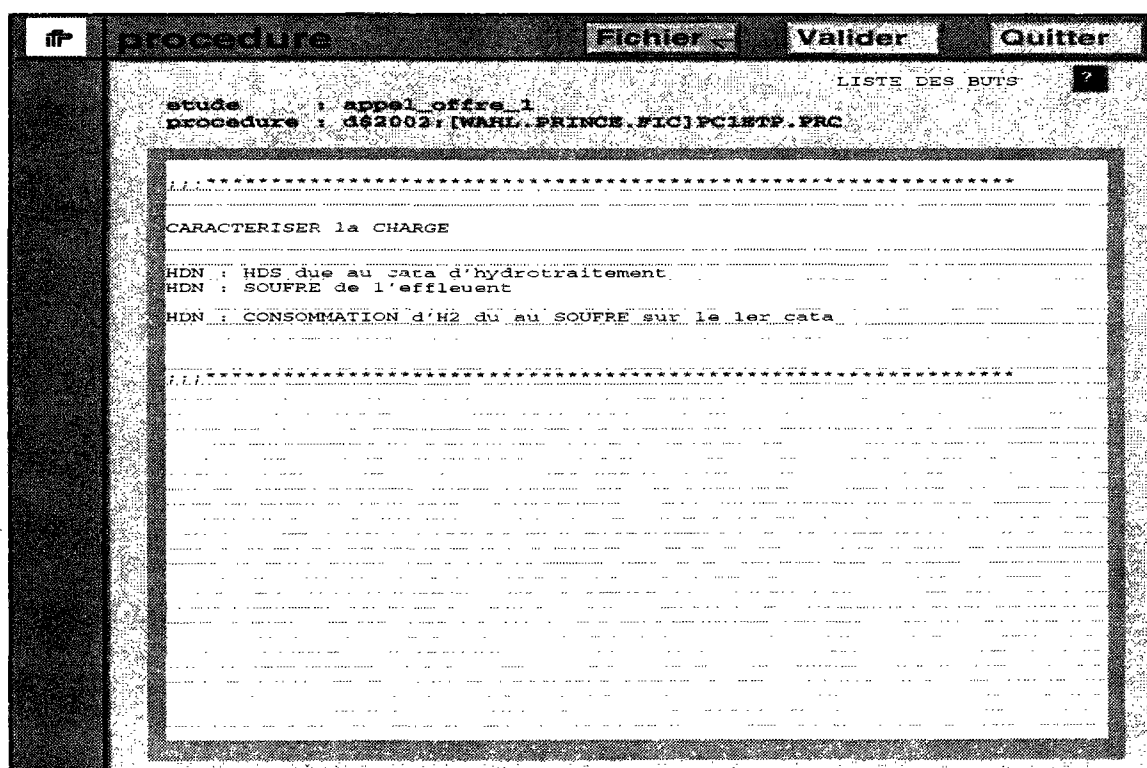 ifp procedure Fichier Valider Quitter
LISTE DES BUTS ?
etude : appel_offre_1
procedure : d$2002:[WAHL.PRINCE.FIC]PC1ETP.PRC
;;;**************************************************************
CARACTERISER la CHARGE
HDN : HDS due au cata d'hydrotraitement
HDN : SOUFRE de l'effleuent
HDN : CONSOMMATION d'H2 du au SOUFRE sur le 1er cata
;;;**************************************************************